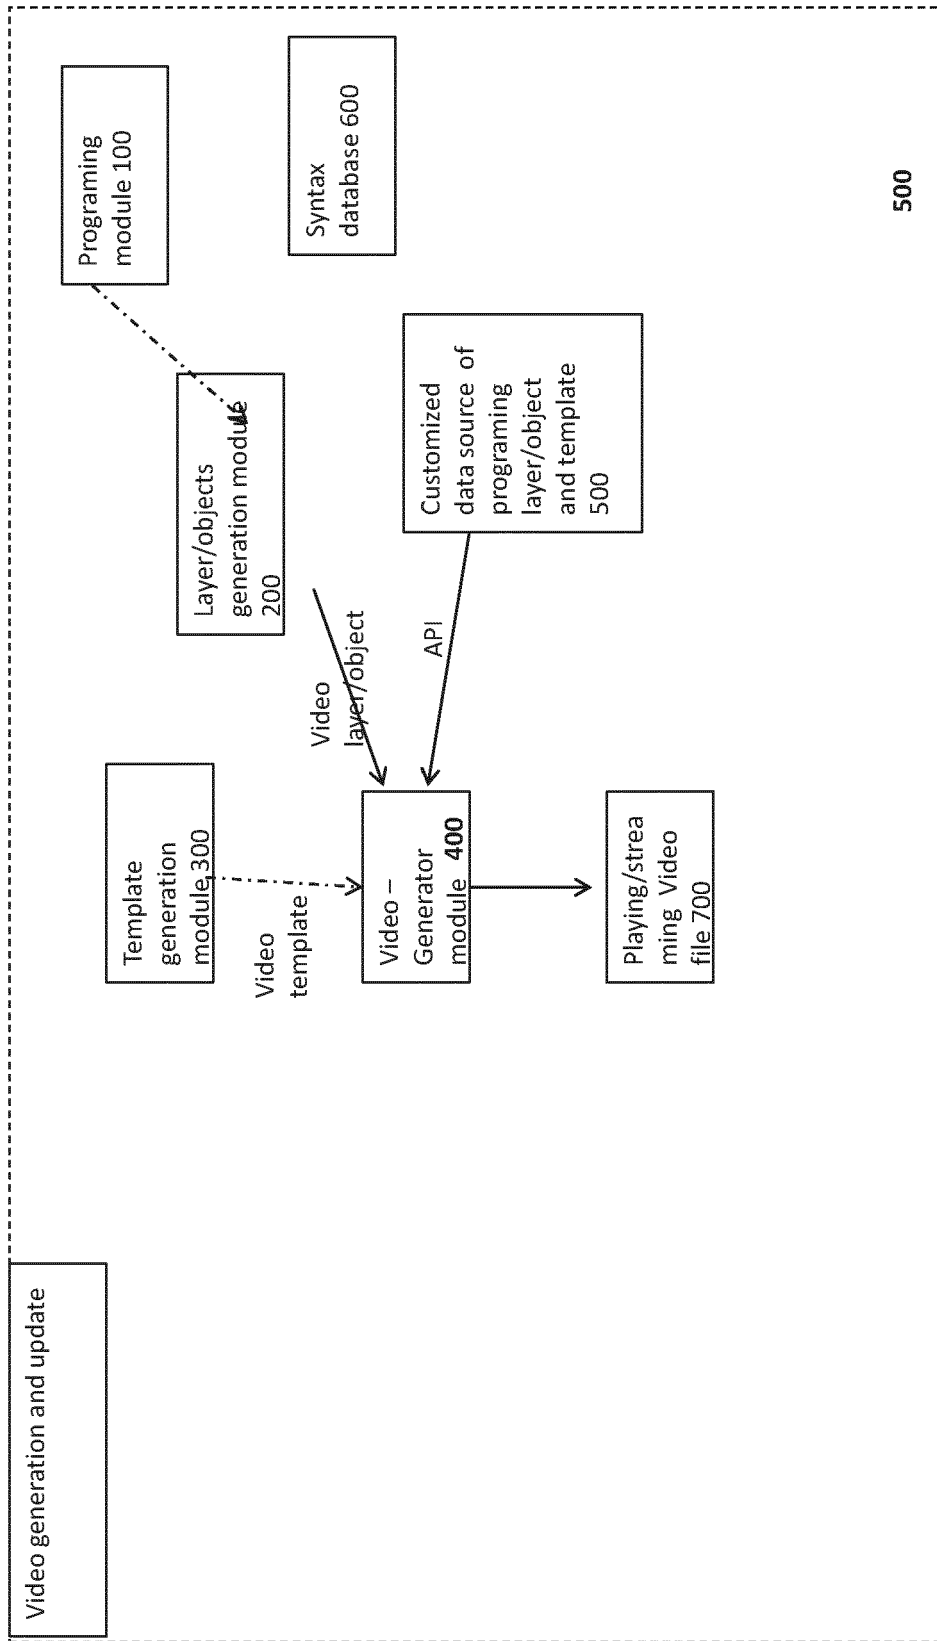 Video generation and update
Template
generation
module 300
Video
template
Video –
Generator
module 400
Playing/strea
ming Video
file 700
Video
layer/object
API
Layer/objects
generation module
200
Customized
data source of
programing
layer/object
and template
500
Programing
module 100
Syntax
database 600
500